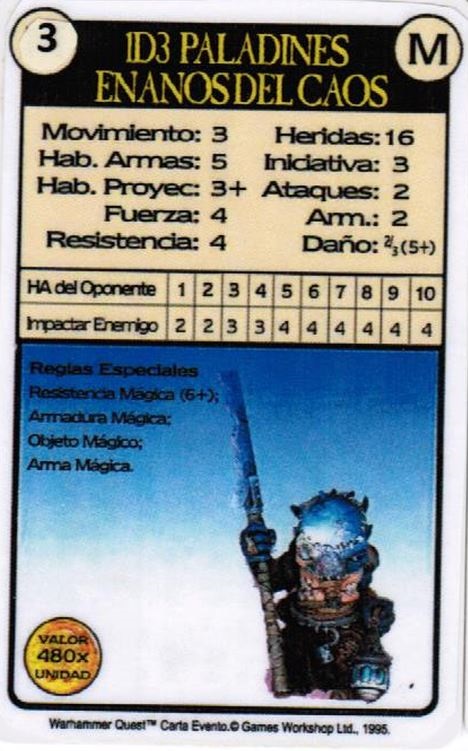 3
M
1D3 PALADINES
ENANOS DEL CAOS
Movimiento: 3 Heridas: 16
Hab. Armas: 5 Iniciativa: 3
Hab. Proyec: 3+ Ataques: 2
Fuerza: 4 Arm.: 2
Resistencia: 4 Daño: 2/3 (5+)
HA del Oponente 1 2 3 4 5 6 7 8 9 10
Impactar Enemigo 2 2 3 3 4 4 4 4 4 4
Reglas Especiales
Resistencia Mágica (6+);
Armadura Mágica;
Objeto Mágico;
Arma Mágica.
VALOR
480x
UNIDAD
Warhammer Quest™ Carta Evento.© Games Workshop Ltd., 1995.